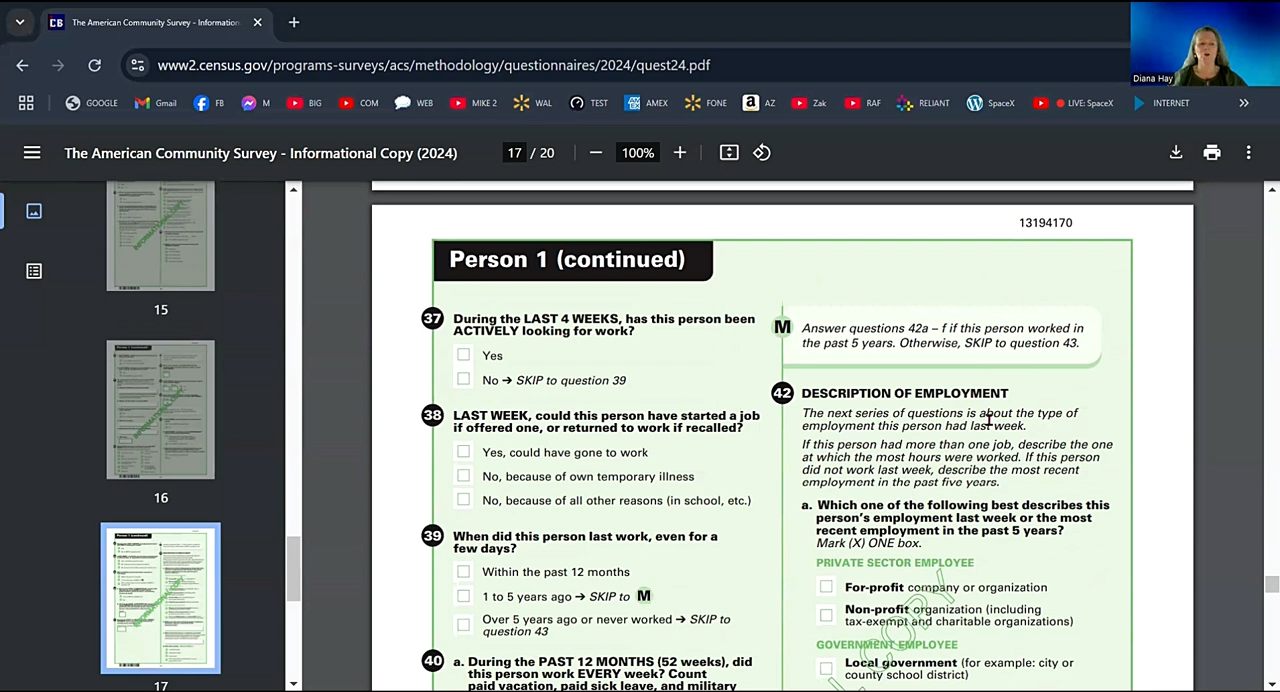 CB The American Community Survey - Information
www2.census.gov/programs-surveys/acs/methodology/questionnaires/2024/quest24.pdf
Diana Hay
GOOGLE Gmail FB M BIG COM WEB MIKE 2 WAL TEST AMEX FONE AZ Zak RAF RELIANT SpaceX LIVE: SpaceX INTERNET
The American Community Survey - Informational Copy (2024) 17 / 20 100%
15
16
17
13194170
Person 1 (continued)
37 During the LAST 4 WEEKS, has this person been
ACTIVELY looking for work?
Yes
No → SKIP to question 39
38 LAST WEEK, could this person have started a job
if offered one, or returned to work if recalled?
Yes, could have gone to work
No, because of own temporary illness
No, because of all other reasons (in school, etc.)
39 When did this person last work, even for a
few days?
Within the past 12 months
1 to 5 years ago → SKIP to M
Over 5 years ago or never worked → SKIP to
question 43
40 a. During the PAST 12 MONTHS (52 weeks), did
this person work EVERY week? Count
paid vacation, paid sick leave, and military
M Answer questions 42a – f if this person worked in
the past 5 years. Otherwise, SKIP to question 43.
42 DESCRIPTION OF EMPLOYMENT
The next series of questions is about the type of
employment this person had last week.
If this person had more than one job, describe the one
at which the most hours were worked. If this person
did not work last week, describe the most recent
employment in the past five years.
a. Which one of the following best describes this
person's employment last week or the most
recent employment in the past 5 years?
Mark (X) ONE box.
PRIVATE SECTOR EMPLOYEE
For-profit company or organization
Non-profit organization (including
tax-exempt and charitable organizations)
GOVERNMENT EMPLOYEE
Local government (for example: city or
county school district)